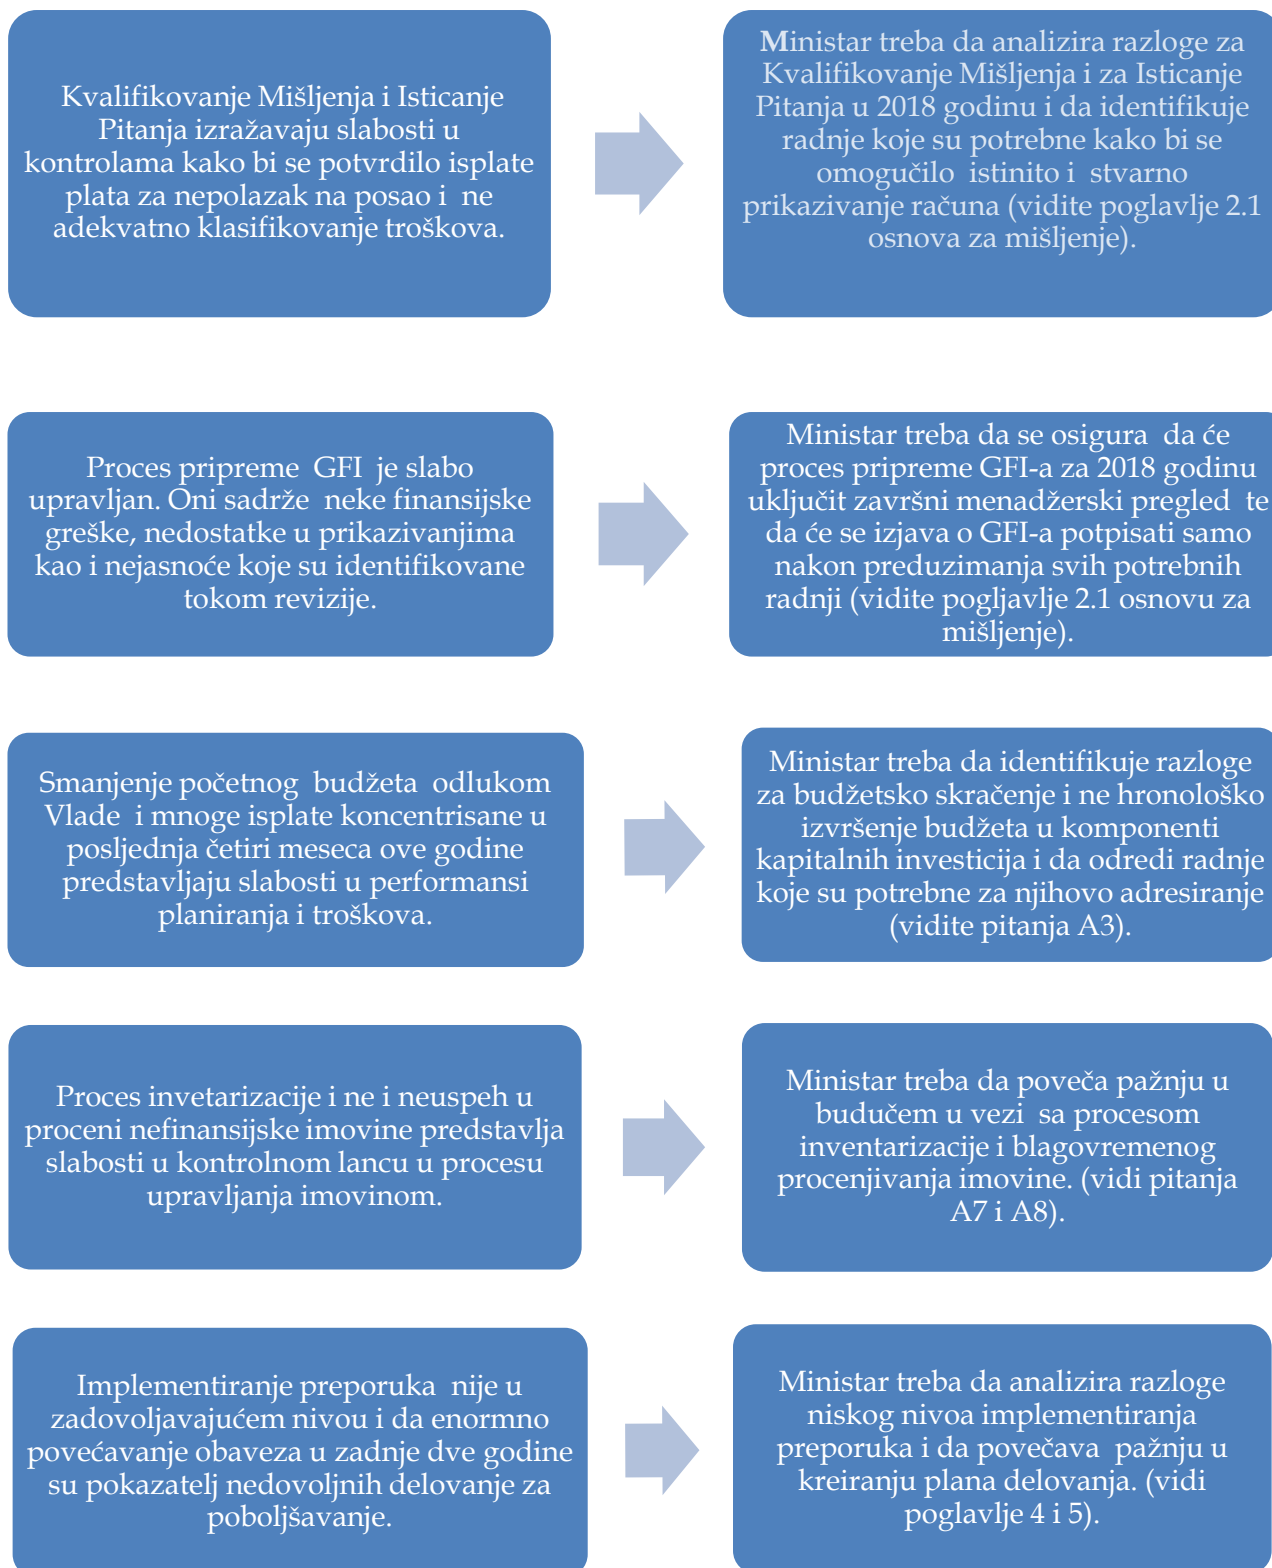 Kvalifikovanje Mišljenja i Isticanje
Pitanja izražavaju slabosti u
kontrolama kako bi se potvrdilo isplate
plata za nepolazak na posao i ne
adekvatno klasifikovanje troškova.
Ministar treba da analizira razloge za
Kvalifikovanje Mišljenja i za Isticanje
Pitanja u 2018 godinu i da identifikuje
radnje koje su potrebne kako bi se
omogučilo istinito i stvarno
prikazivanje računa (vidite poglavlje 2.1
osnova za mišljenje).
Proces pripreme GFI je slabo
upravljan. Oni sadrže neke finansijske
greške, nedostatke u prikazivanjima
kao i nejasnoće koje su identifikovane
tokom revizije.
Ministar treba da se osigura da će
proces pripreme GFI-a za 2018 godinu
uključit završni menadžerski pregled te
da će se izjava o GFI-a potpisati samo
nakon preduzimanja svih potrebnih
radnji (vidite pogljavlje 2.1 osnovu za
mišljenje).
Smanjenje početnog budžeta odlukom
Vlade i mnoge isplate koncentrisane u
posljednja četiri meseca ove godine
predstavljaju slabosti u performansi
planiranja i troškova.
Ministar treba da identifikuje razloge
za budžetsko skračenje i ne hronološko
izvršenje budžeta u komponenti
kapitalnih investicija i da odredi radnje
koje su potrebne za njihovo adresiranje
(vidite pitanja A3).
Proces invetarizacije i ne i neuspeh u
proceni nefinansijske imovine predstavlja
slabosti u kontrolnom lancu u procesu
upravljanja imovinom.
Ministar treba da poveča pažnju u
budučem u vezi sa procesom
inventarizacije i blagovremenog
procenjivanja imovine. (vidi pitanja
A7 i A8).
Implementiranje preporuka nije u
zadovoljavajućem nivou i da enormno
povećavanje obaveza u zadnje dve godine
su pokazatelj nedovoljnih delovanje za
poboljšavanje.
Ministar treba da analizira razloge
niskog nivoa implementiranja
preporuka i da povečava pažnju u
kreiranju plana delovanja. (vidi
poglavlje 4 i 5).